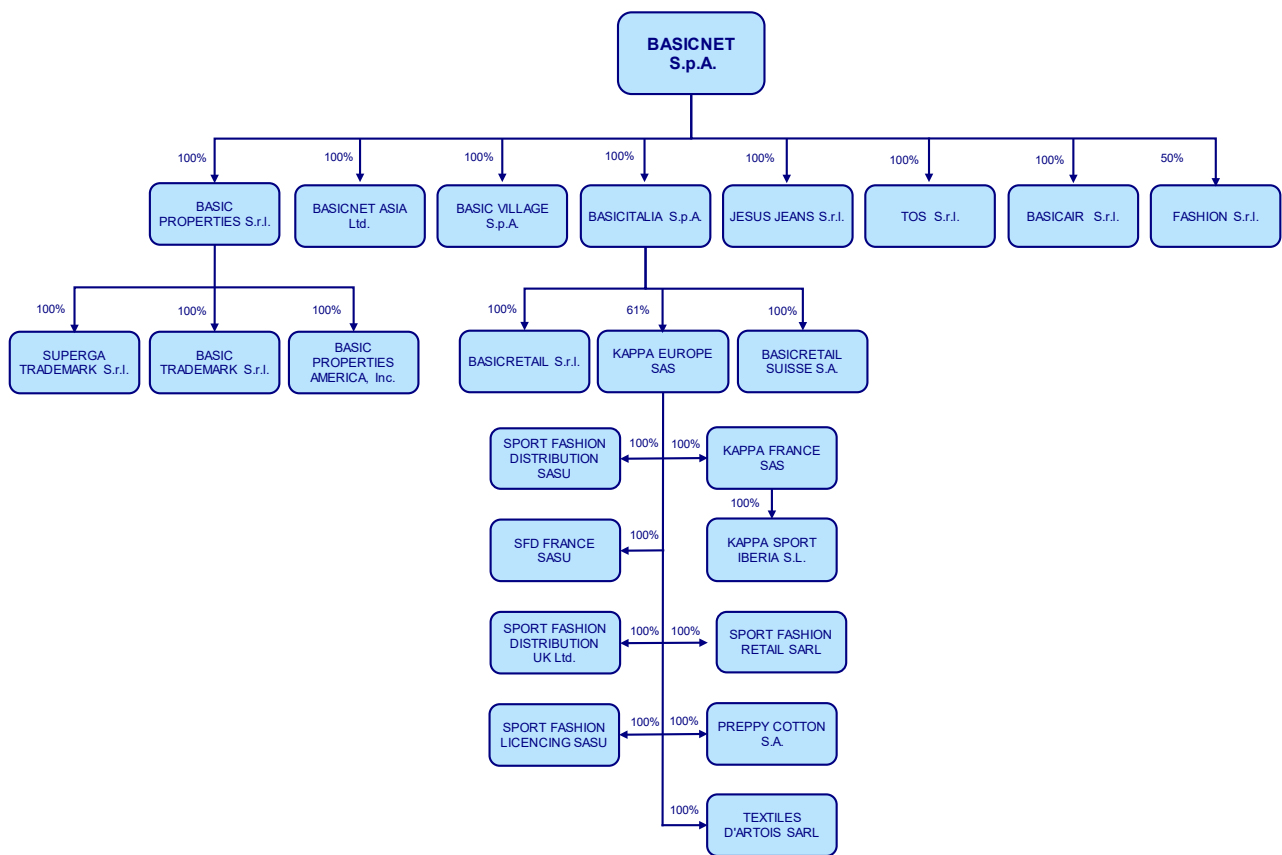 BASICNET
S.p.A.
100%
100%
100%
100%
100%
100%
100%
50%
BASIC
PROPERTIES S.r.l.
BASICNET ASIA
Ltd.
BASIC VILLAGE
S.p.A.
BASICITALIA S.p.A.
JESUS JEANS S.r.l.
TOS S.r.l.
BASICAIR S.r.l.
FASHION S.r.l.
100%
100%
100%
100%
61%
100%
SUPERGA
TRADEMARK S.r.l.
BASIC
TRADEMARK S.r.l.
BASIC
PROPERTIES
AMERICA, Inc.
BASICRETAIL S.r.l.
KAPPA EUROPE
SAS
BASICRETAIL
SUISSE S.A.
SPORT FASHION
DISTRIBUTION
SASU
100%
100%
KAPPA FRANCE
SAS
100%
SFD FRANCE
SASU
100%
KAPPA SPORT
IBERIA S.L.
SPORT FASHION
DISTRIBUTION
UK Ltd.
100%
100%
SPORT FASHION
RETAIL SARL
SPORT FASHION
LICENCING SASU
100%
100%
PREPPY COTTON
S.A.
100%
TEXTILES
D'ARTOIS SARL